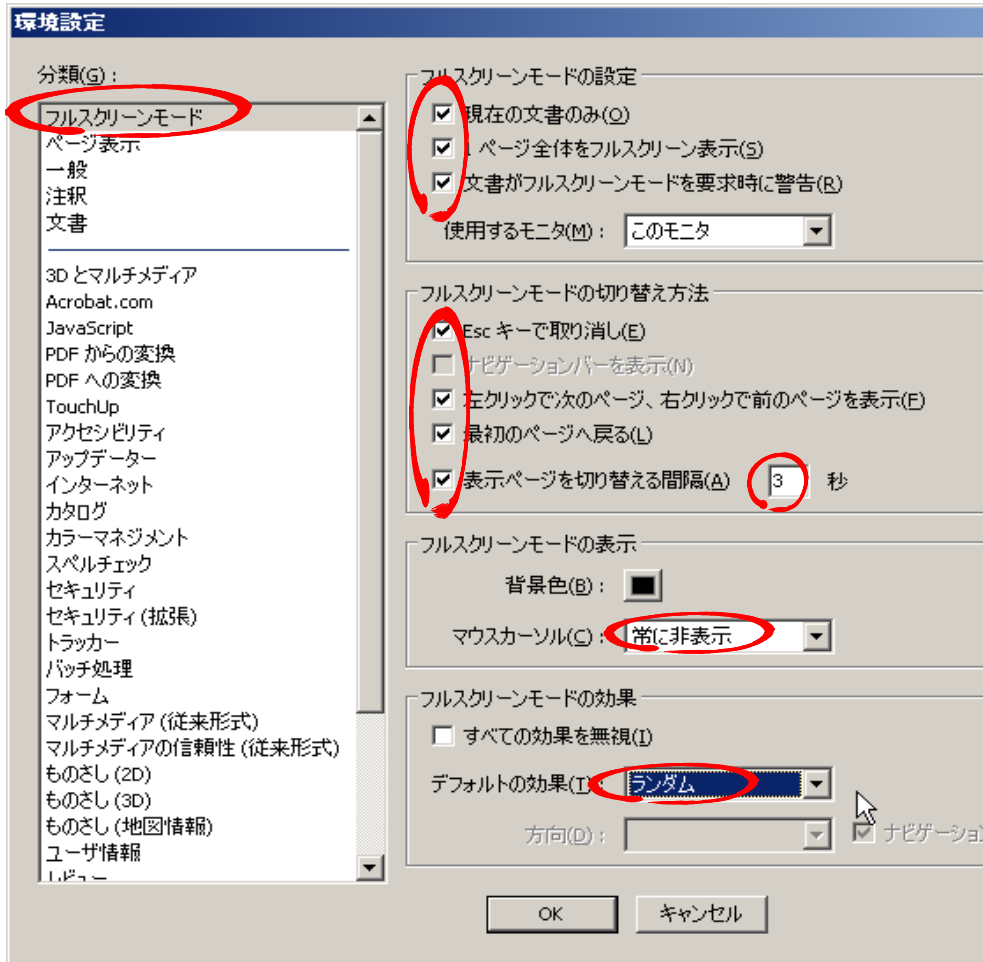 環境設定
分類(G):
フルスクリーンモード
ページ表示
一般
注釈
文書
3D とマルチメディア
Acrobat.com
JavaScript
PDF からの変換
PDF への変換
TouchUp
アクセシビリティ
アップデーター
インターネット
カタログ
カラーマネジメント
スペルチェック
セキュリティ
セキュリティ (拡張)
トラッカー
バッチ処理
フォーム
マルチメディア (従来形式)
マルチメディアの信頼性 (従来形式)
ものさし (2D)
ものさし (3D)
ものさし (地図情報)
ユーザ情報
レビュー
フルスクリーンモードの設定
現在の文書のみ(O)
1 ページ全体をフルスクリーン表示(S)
文書がフルスクリーンモードを要求時に警告(R)
使用するモニタ(M): このモニタ
フルスクリーンモードの切り替え方法
Esc キーで取り消し(E)
ナビゲーションバーを表示(N)
左クリックで次のページ、右クリックで前のページを表示(F)
最初のページへ戻る(L)
表示ページを切り替える間隔(A) 3 秒
フルスクリーンモードの表示
背景色(B):
マウスカーソル(C): 常に非表示
フルスクリーンモードの効果
すべての効果を無視(I)
デフォルトの効果(T): ランダム
方向(D): ナビゲーション
OK キャンセル